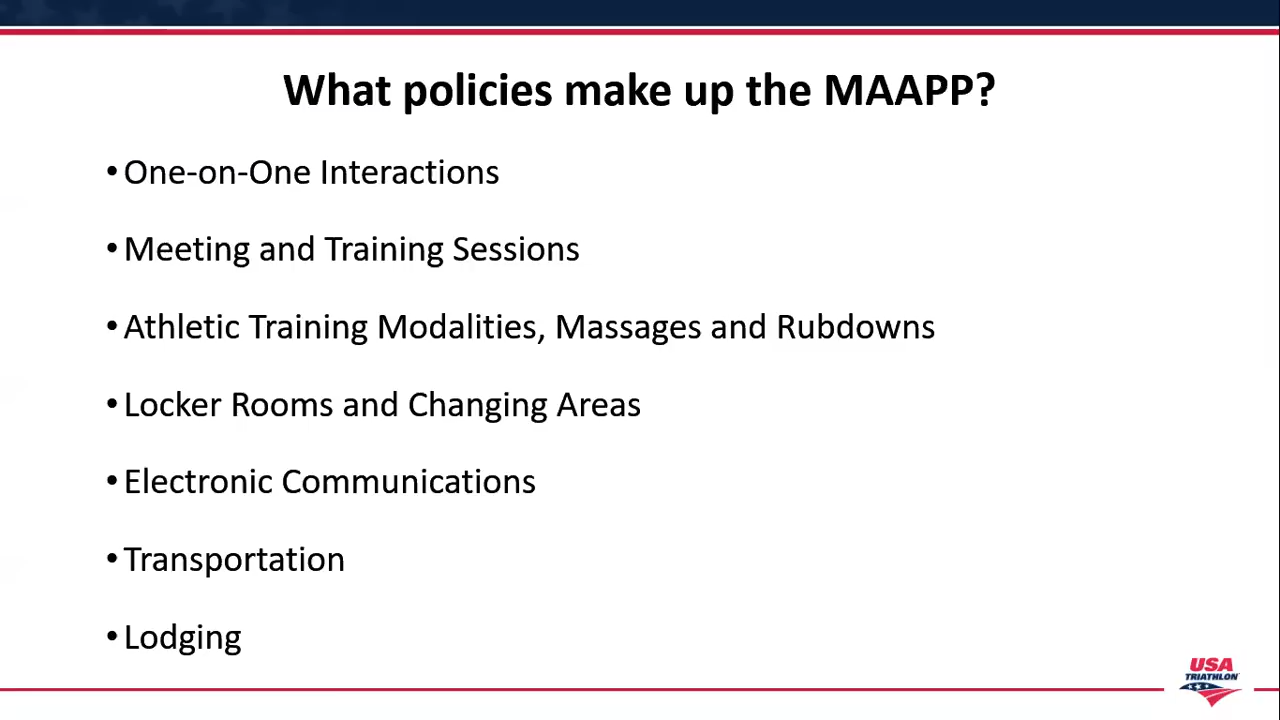 What policies make up the MAAPP?
• One-on-One Interactions
• Meeting and Training Sessions
• Athletic Training Modalities, Massages and Rubdowns
• Locker Rooms and Changing Areas
• Electronic Communications
• Transportation
• Lodging
USA
TRIATHLON